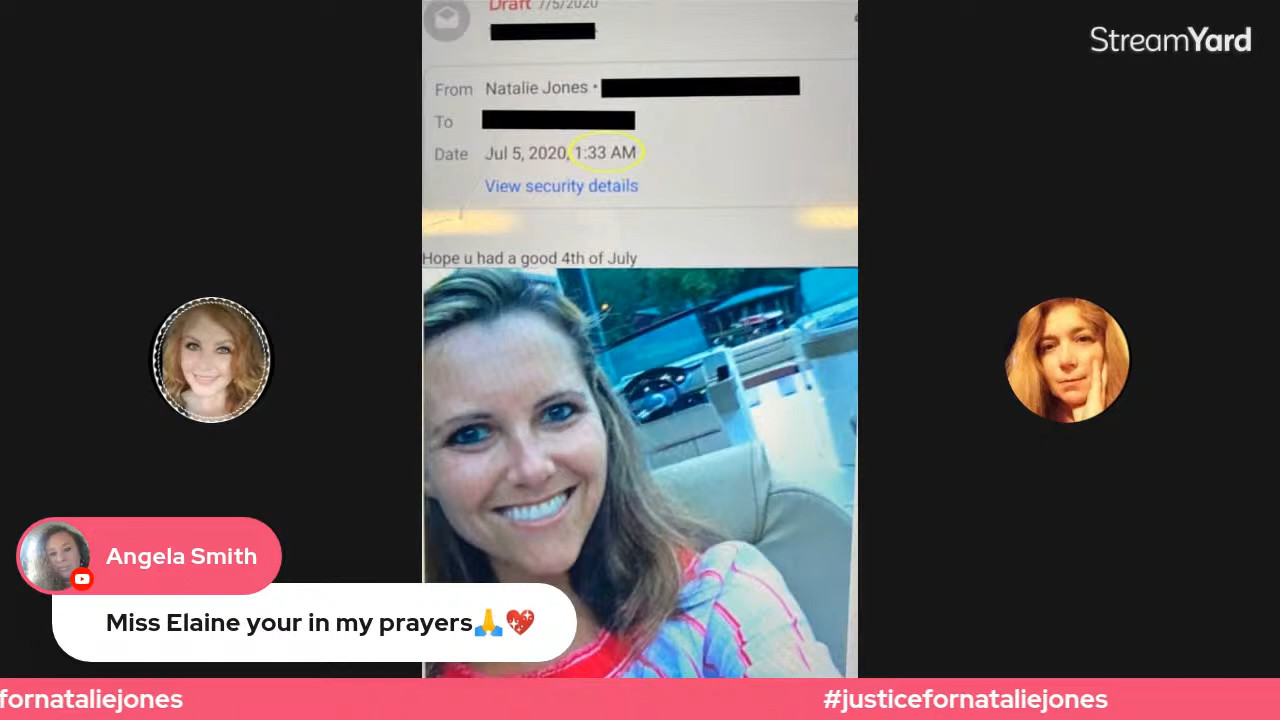 Draft 7/5/2020
StreamYard
From Natalie Jones •
To
Date Jul 5, 2020, 1:33 AM
View security details
Hope u had a good 4th of July
Angela Smith
Miss Elaine your in my prayers🙏💖
fornataliejones #justicefornataliejones